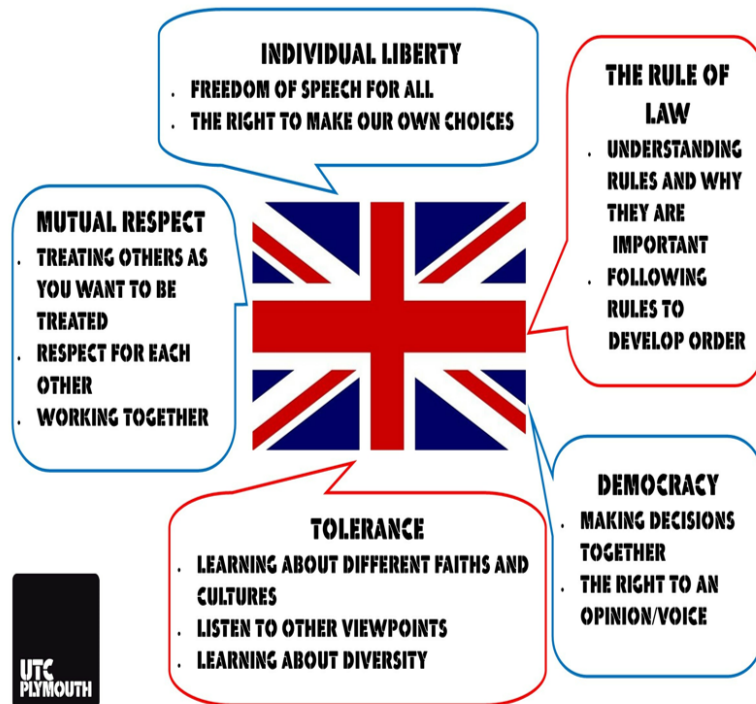 INDIVIDUAL LIBERTY
. FREEDOM OF SPEECH FOR ALL
. THE RIGHT TO MAKE OUR OWN CHOICES
THE RULE OF
LAW
. UNDERSTANDING
RULES AND WHY
THEY ARE
IMPORTANT
. FOLLOWING
RULES TO
DEVELOP ORDER
MUTUAL RESPECT
. TREATING OTHERS AS
YOU WANT TO BE
TREATED
. RESPECT FOR EACH
OTHER
. WORKING TOGETHER
DEMOCRACY
. MAKING DECISIONS
TOGETHER
. THE RIGHT TO AN
OPINION/VOICE
TOLERANCE
. LEARNING ABOUT DIFFERENT FAITHS AND
CULTURES
. LISTEN TO OTHER VIEWPOINTS
. LEARNING ABOUT DIVERSITY
UTC
PLYMOUTH